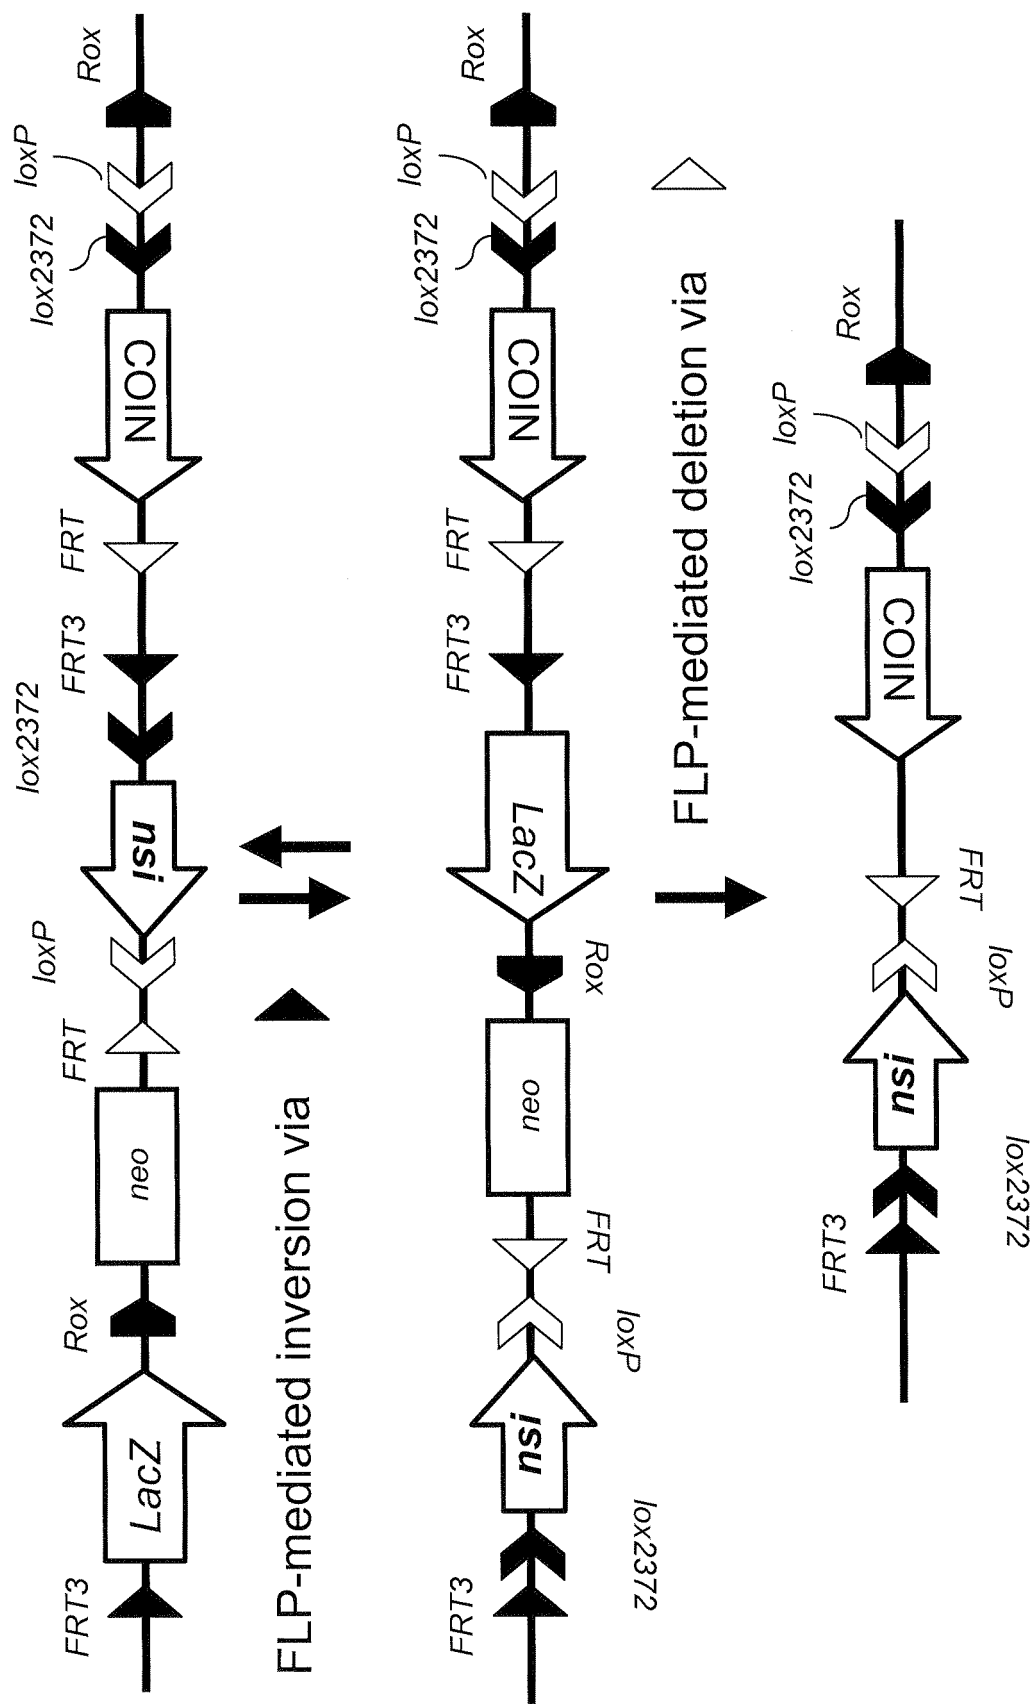 FRT3
LacZ
Rox
neo
FRT
loxP
nsi
lox2372
FRT3
FRT
COIN
lox2372
loxP
Rox
FLP-mediated inversion via
FRT3
lox2372
nsi
loxP
FRT
neo
Rox
LacZ
FRT3
FRT
COIN
lox2372
loxP
Rox
FLP-mediated deletion via
FRT3
lox2372
nsi
loxP
FRT
COIN
lox2372
loxP
Rox